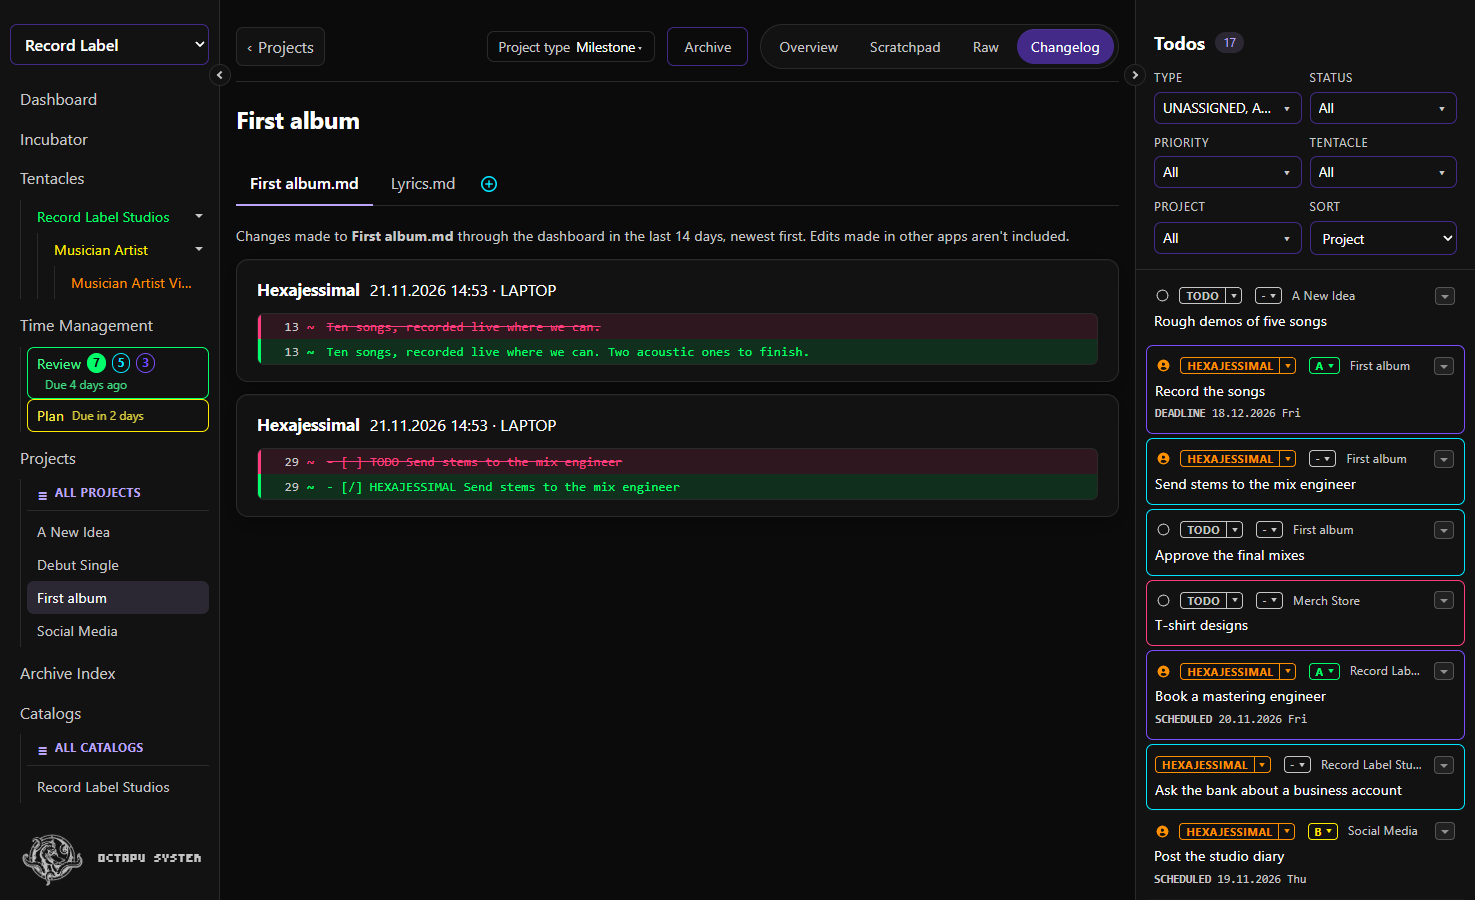 Record Label
Dashboard
Incubator
Tentacles
Record Label Studios
Musician Artist
Musician Artist Vi...
Time Management
Review 7 5 3
Due 4 days ago
Plan Due in 2 days
Projects
ALL PROJECTS
A New Idea
Debut Single
First album
Social Media
Archive Index
Catalogs
ALL CATALOGS
Record Label Studios
OCTAPU SYSTEM
‹ Projects
Project type Milestone
Archive
Overview
Scratchpad
Raw
Changelog
First album
First album.md
Lyrics.md
Changes made to First album.md through the dashboard in the last 14 days, newest first. Edits made in other apps aren't included.
Hexajessimal 21.11.2026 14:53 · LAPTOP
13 ~ Ten songs, recorded live where we can.
13 ~ Ten songs, recorded live where we can. Two acoustic ones to finish.
Hexajessimal 21.11.2026 14:53 · LAPTOP
29 ~ - [ ] TODO Send stems to the mix engineer
29 ~ - [/] HEXAJESSIMAL Send stems to the mix engineer
Todos 17
TYPE STATUS
UNASSIGNED, A... All
PRIORITY TENTACLE
All All
PROJECT SORT
All Project
TODO - A New Idea
Rough demos of five songs
HEXAJESSIMAL A First album
Record the songs
DEADLINE 18.12.2026 Fri
HEXAJESSIMAL - First album
Send stems to the mix engineer
TODO - First album
Approve the final mixes
TODO - Merch Store
T-shirt designs
HEXAJESSIMAL A Record Lab...
Book a mastering engineer
SCHEDULED 20.11.2026 Fri
HEXAJESSIMAL - Record Label Stu...
Ask the bank about a business account
HEXAJESSIMAL B Social Media
Post the studio diary
SCHEDULED 19.11.2026 Thu